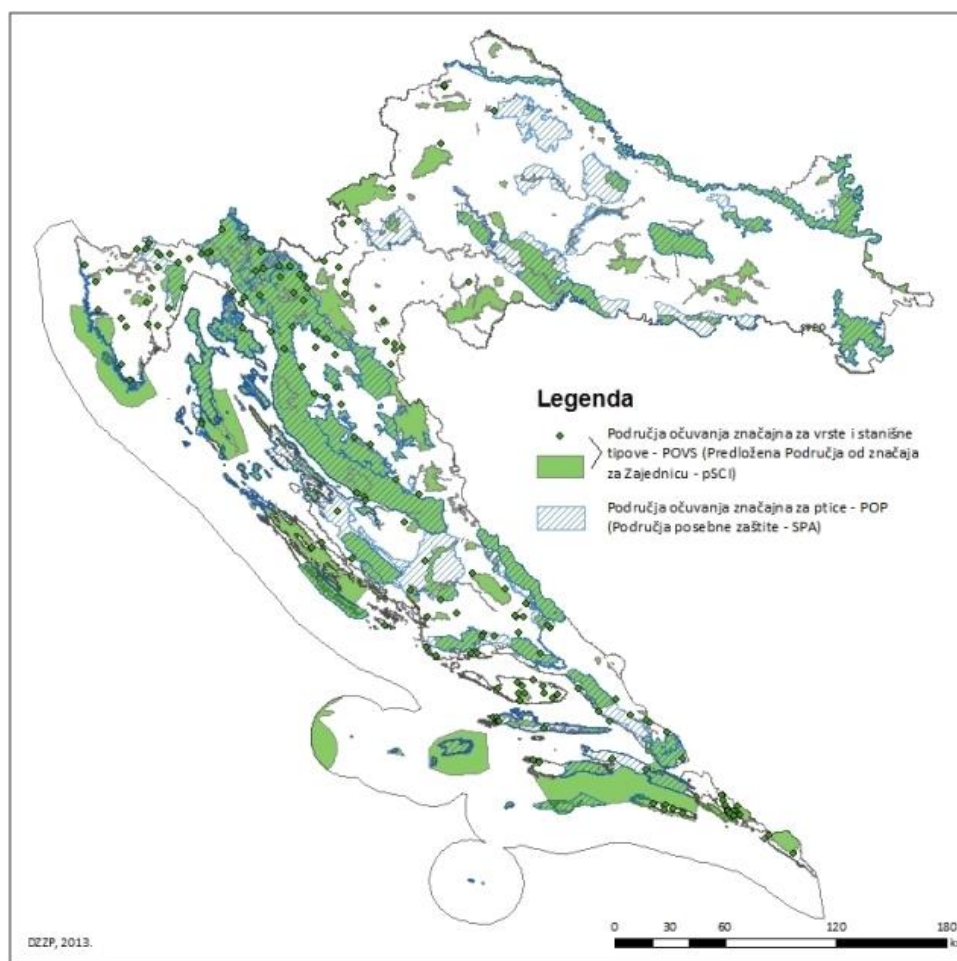 Legenda
Područja očuvanja značajna za vrste i stanišne
tipove - POVS (Predložena Područja od značaja
za Zajednicu - pSCI)
Područja očuvanja značajna za ptice - POP
(Područja posebne zaštite - SPA)
DZZP, 2013.
0 30 60 120 180